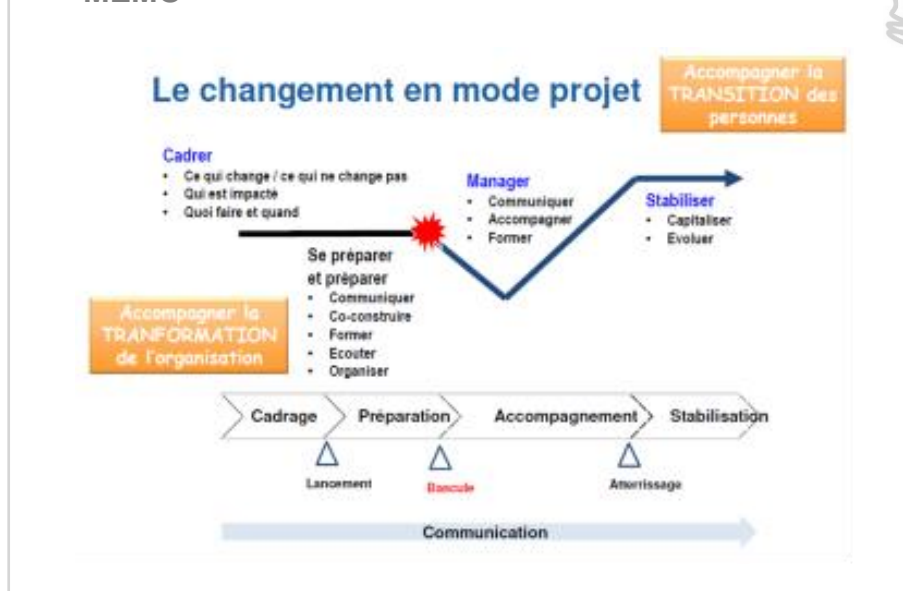 MEMO
Le changement en mode projet
Accompagner la
TRANSITION des
personnes
Cadrer
• Ce qui change / ce qui ne change pas
• Qui est impacté
• Quoi faire et quand
Manager
• Communiquer
• Accompagner
• Former
Stabiliser
• Capitaliser
• Evoluer
Se préparer
et préparer
• Communiquer
• Co-construire
• Former
• Ecouter
• Organiser
Accompagner la
TRANFORMATION
de l'organisation
Cadrage
Préparation
Accompagnement
Stabilisation
Lancement
Bascule
Atterrissage
Communication